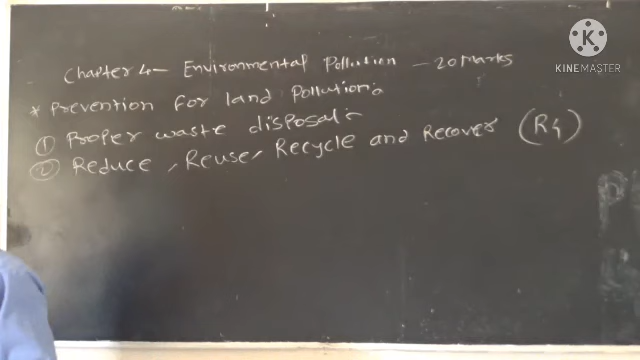 Chapter 4- Environmental Pollution - 20 Marks
* Prevention for land Pollution:-
① Proper waste disposal:-
② Reduce, Reuse, Recycle and Recover (R4)
K
KINEMASTER